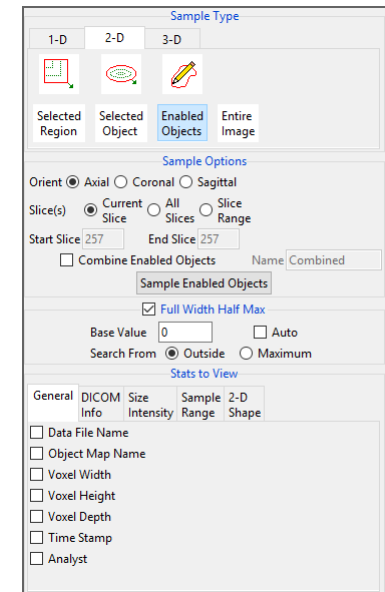 Sample Type
1-D 2-D 3-D
Selected Region Selected Object Enabled Objects Entire Image
Sample Options
Orient Axial Coronal Sagittal
Slice(s) Current Slice All Slices Slice Range
Start Slice 257 End Slice 257
Combine Enabled Objects Name Combined
Sample Enabled Objects
Full Width Half Max
Base Value 0 Auto
Search From Outside Maximum
Stats to View
General DICOM Info Size Intensity Sample Range 2-D Shape
Data File Name
Object Map Name
Voxel Width
Voxel Height
Voxel Depth
Time Stamp
Analyst